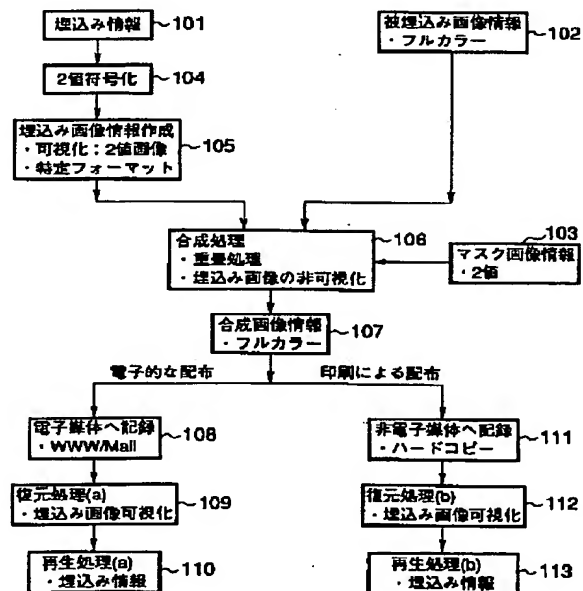 埋込み情報 101
被埋込み画像情報
・フルカラー
102
2値符号化 104
埋込み画像情報作成
・可視化：2値画像
・特定フォーマット
105
合成処理
・重畳処理
・埋込み画像の非可視化
106
103
マスク画像情報
・2値
合成画像情報
・フルカラー
107
電子的な配布 印刷による配布
電子媒体へ記録
・WWW/Mail
108
非電子媒体へ記録
・ハードコピー
111
復元処理(a)
・埋込み画像可視化
109
復元処理(b)
・埋込み画像可視化
112
再生処理(a)
・埋込み情報
110
再生処理(b)
・埋込み情報
113